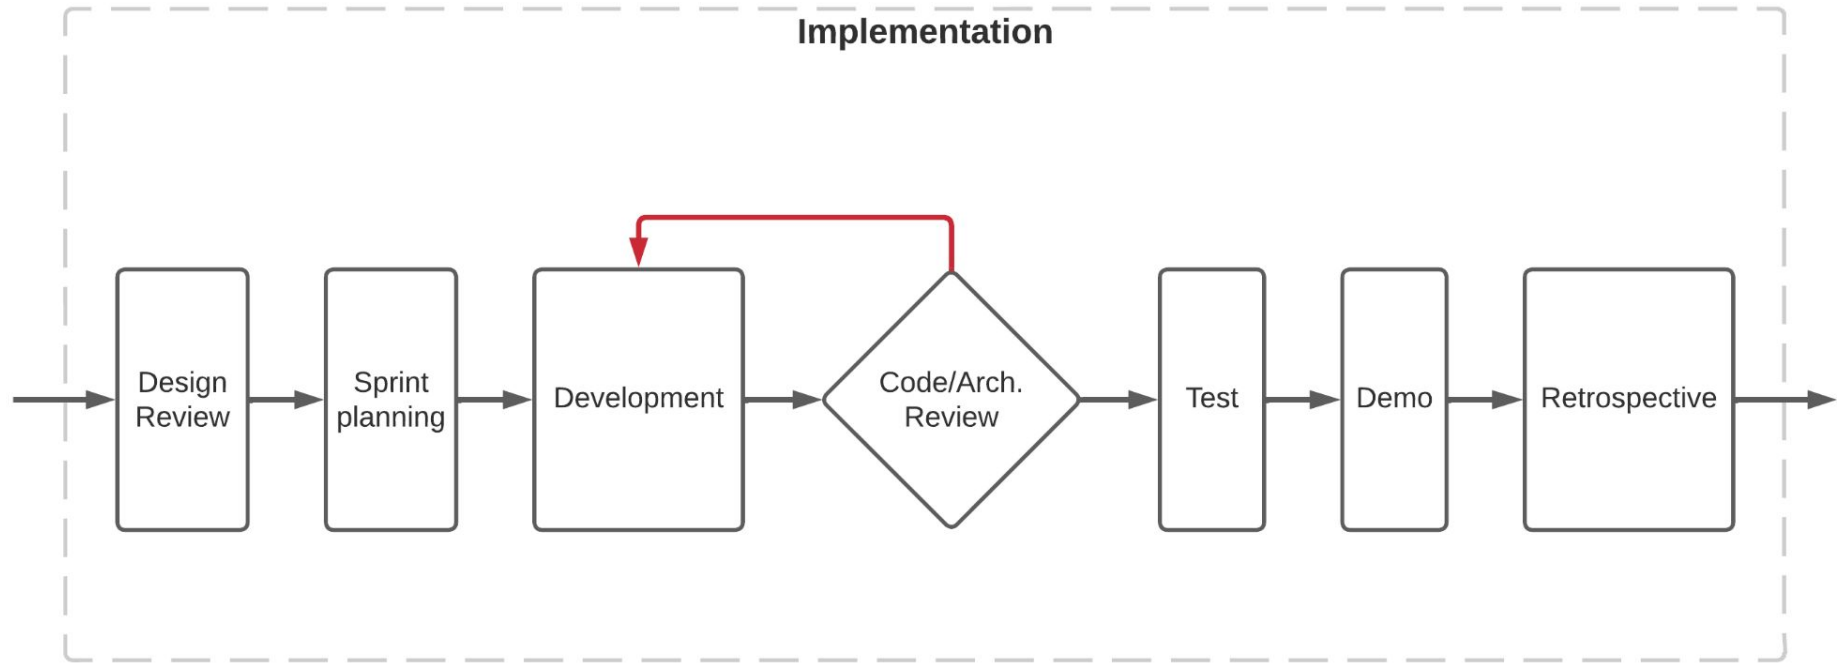 Implementation
Design
Review
Sprint
planning
Development
Code/Arch.
Review
Test
Demo
Retrospective